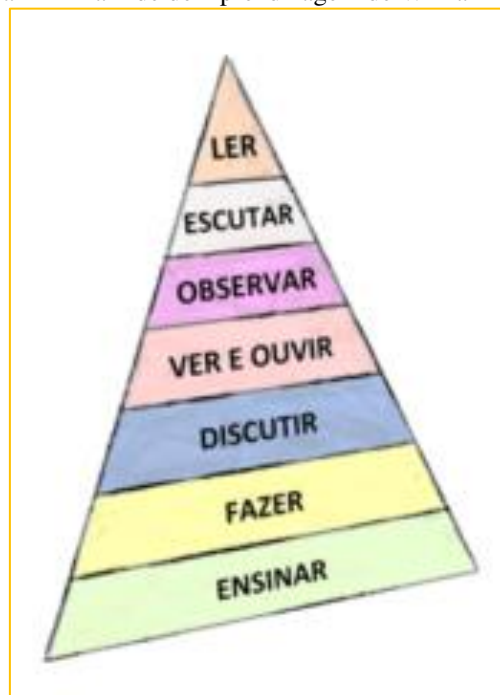 LER
ESCUTAR
OBSERVAR
VER E OUVIR
DISCUTIR
FAZER
ENSINAR